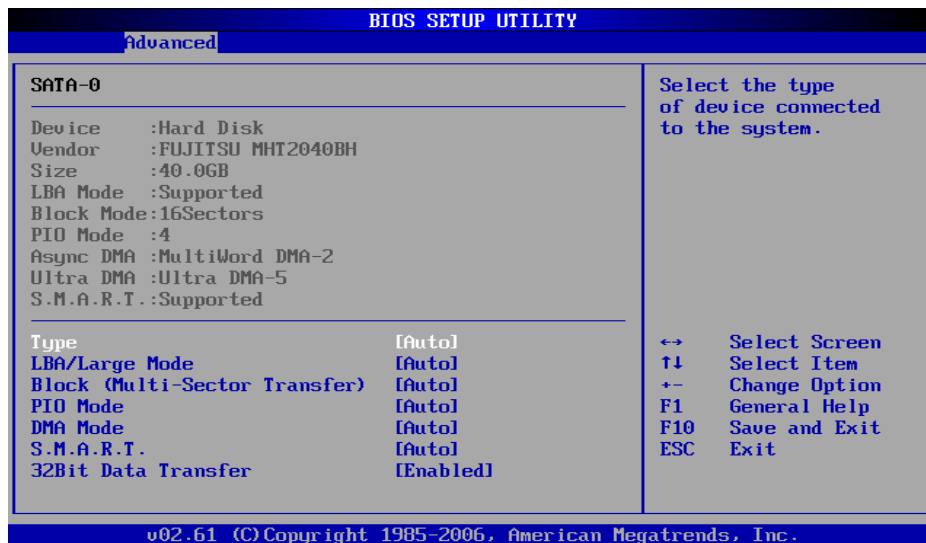 BIOS SETUP UTILITY
Advanced
SATA-0
Device :Hard Disk
Vendor :FUJITSU MHT2040BH
Size :40.0GB
LBA Mode :Supported
Block Mode:16Sectors
PIO Mode :4
Async DMA :MultiWord DMA-2
Ultra DMA :Ultra DMA-5
S.M.A.R.T.:Supported
Type [Auto]
LBA/Large Mode [Auto]
Block (Multi-Sector Transfer) [Auto]
PIO Mode [Auto]
DMA Mode [Auto]
S.M.A.R.T. [Auto]
32Bit Data Transfer [Enabled]
Select the type
of device connected
to the system.
↔ Select Screen
↑↓ Select Item
+- Change Option
F1 General Help
F10 Save and Exit
ESC Exit
v02.61 (C)Copyright 1985-2006, American Megatrends, Inc.